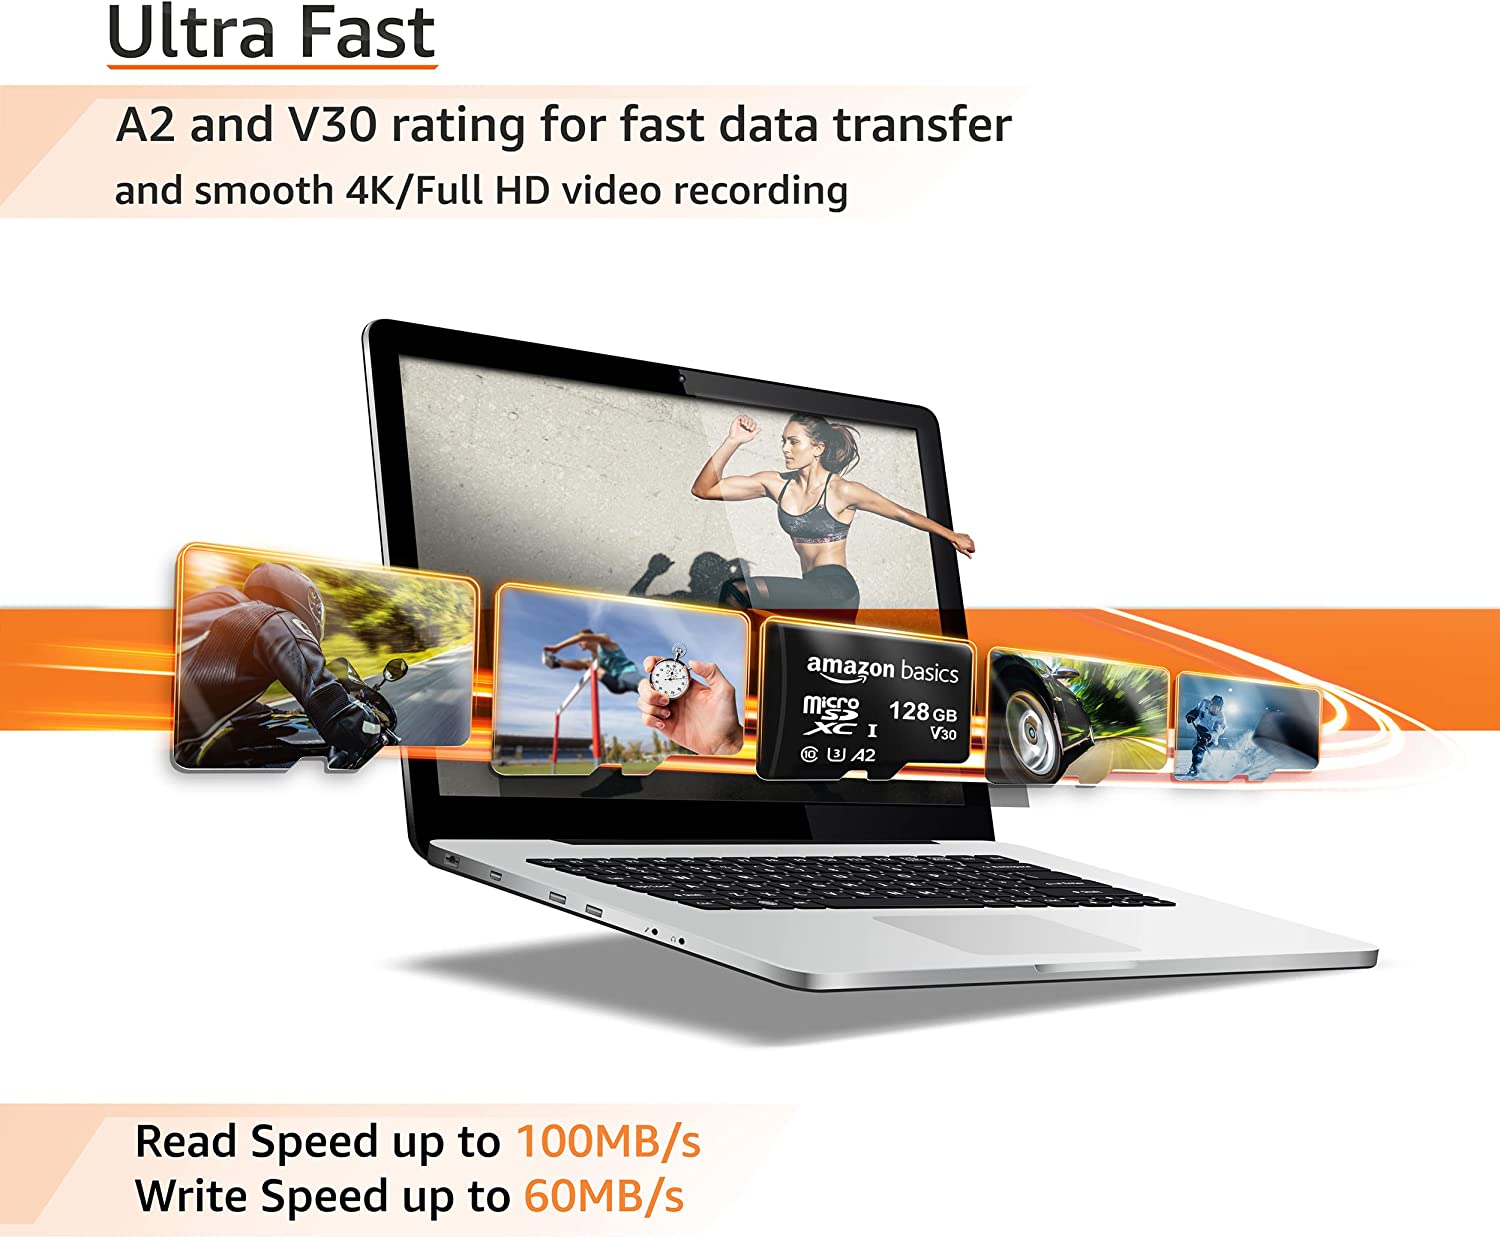 Ultra Fast
A2 and V30 rating for fast data transfer
and smooth 4K/Full HD video recording
amazon basics
micro
SD
XC I
128 GB
V30
10 U3 A2
Read Speed up to 100MB/s
Write Speed up to 60MB/s